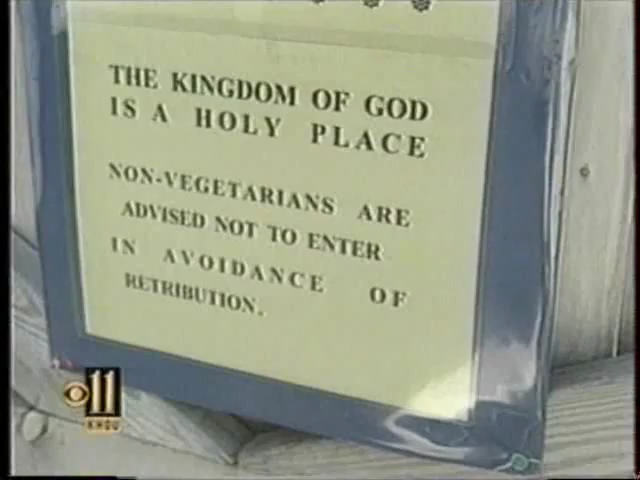 THE KINGDOM OF GOD
IS A HOLY PLACE
NON-VEGETARIANS ARE
ADVISED NOT TO ENTER
IN AVOIDANCE OF
RETRIBUTION.
11
KHOU